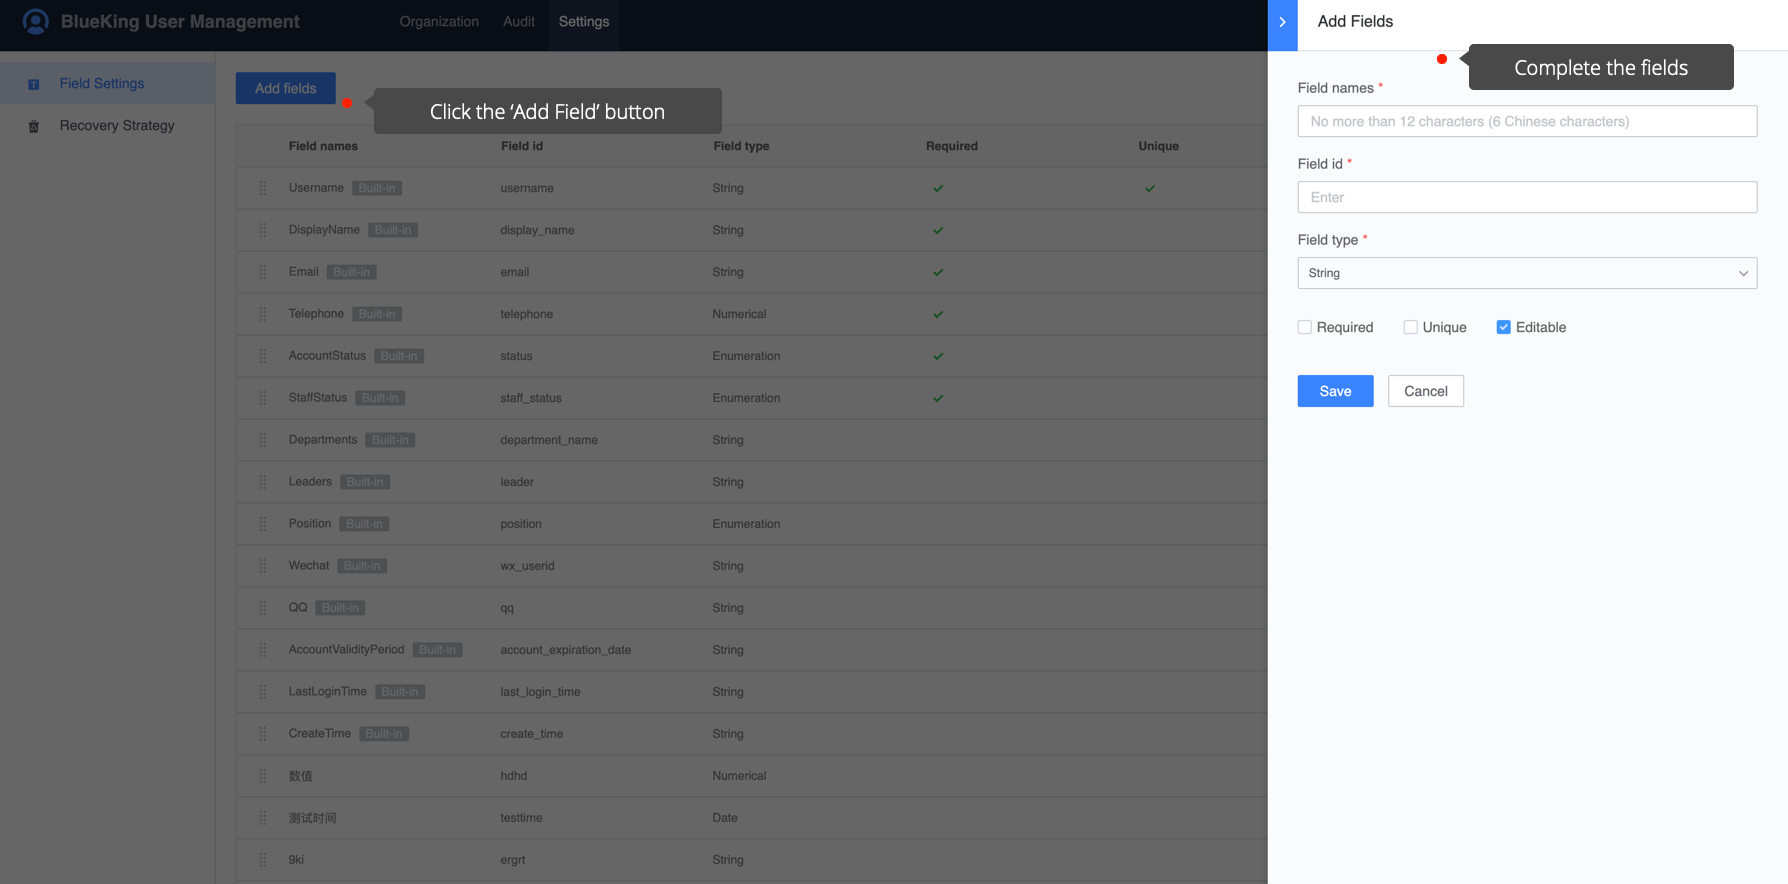 BlueKing User Management
Organization
Audit
Settings
Add Fields
Field Settings
Recovery Strategy
Add fields
Click the ‘Add Field’ button
Complete the fields
Field names
Field id
Field type
Required
Unique
Username Built-in username String
DisplayName Built-in display_name String
Email Built-in email String
Telephone Built-in telephone Numerical
AccountStatus Built-in status Enumeration
StaffStatus Built-in staff_status Enumeration
Departments Built-in department_name String
Leaders Built-in leader String
Position Built-in position Enumeration
Wechat Built-in wx_userid String
QQ Built-in qq String
AccountValidityPeriod Built-in account_expiration_date String
LastLoginTime Built-in last_login_time String
CreateTime Built-in create_time String
数值 hdhd Numerical
测试时间 testtime Date
9ki ergrt String
Field names *
No more than 12 characters (6 Chinese characters)
Field id *
Enter
Field type *
String
Required
Unique
Editable
Save
Cancel